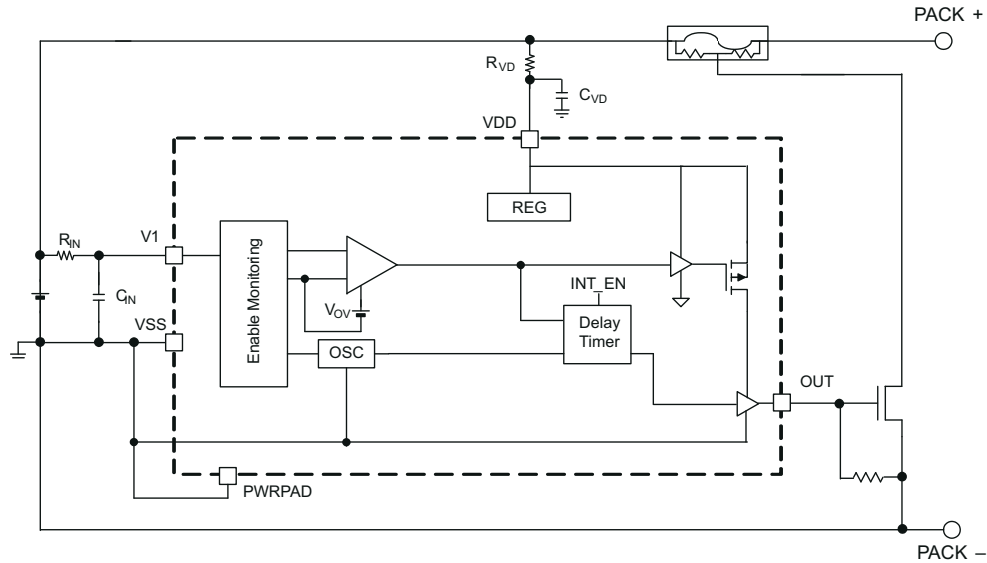 PACK +
RVD
CVD
VDD
REG
RIN
V1
CIN
VSS
Enable Monitoring
VOV
OSC
INT_EN
Delay
Timer
OUT
PWRPAD
PACK –